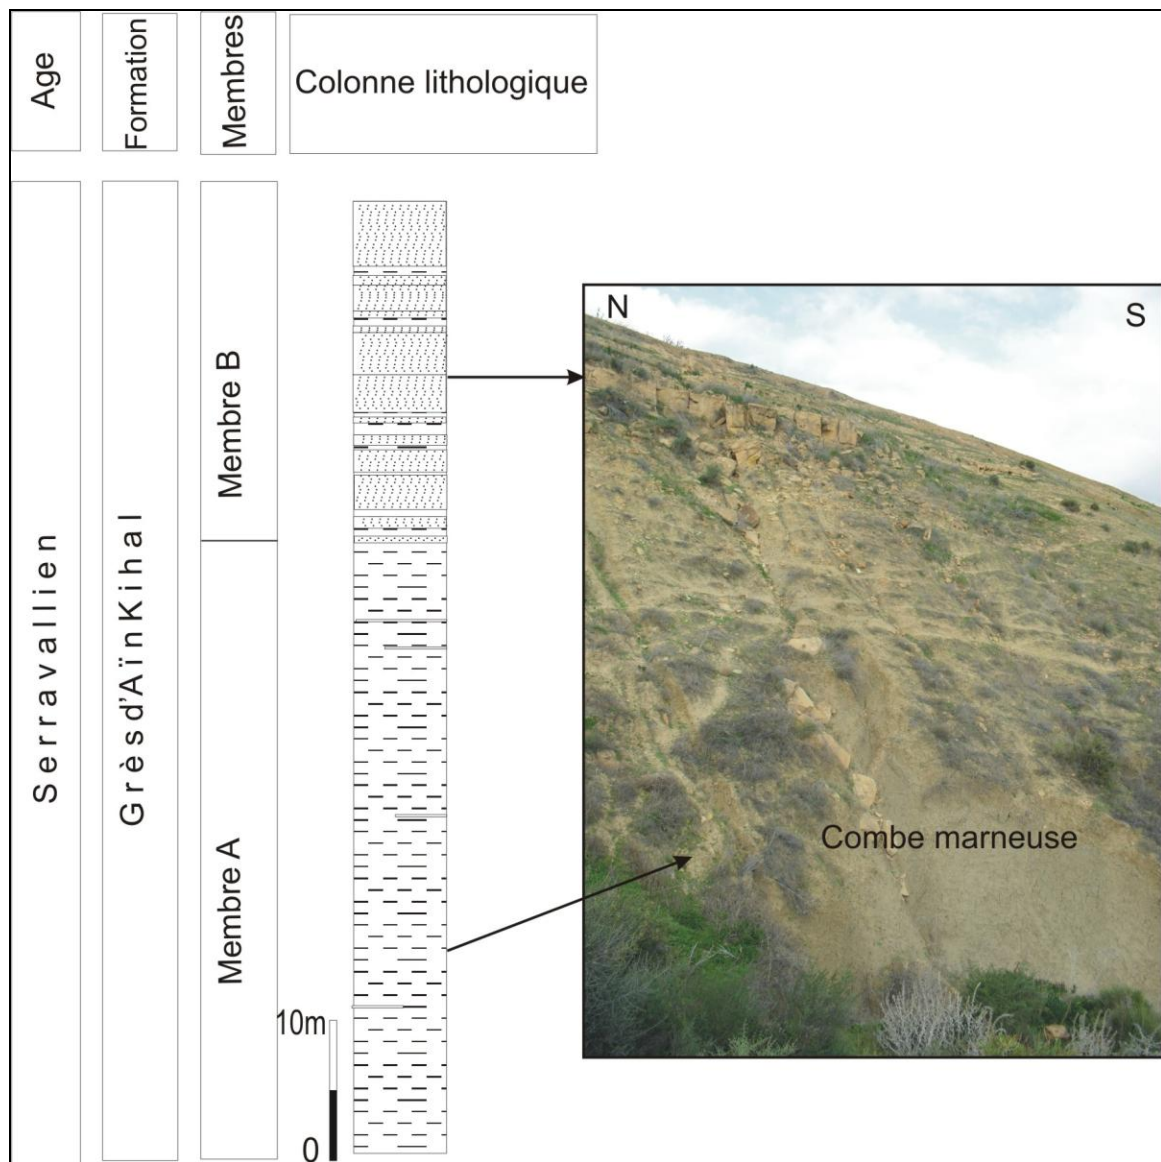 Age
Formation
Membres
Colonne lithologique
Serravallien
Grès d'Aïn Kihal
Membre B
Membre A
10m
0
N
S
Combe marneuse